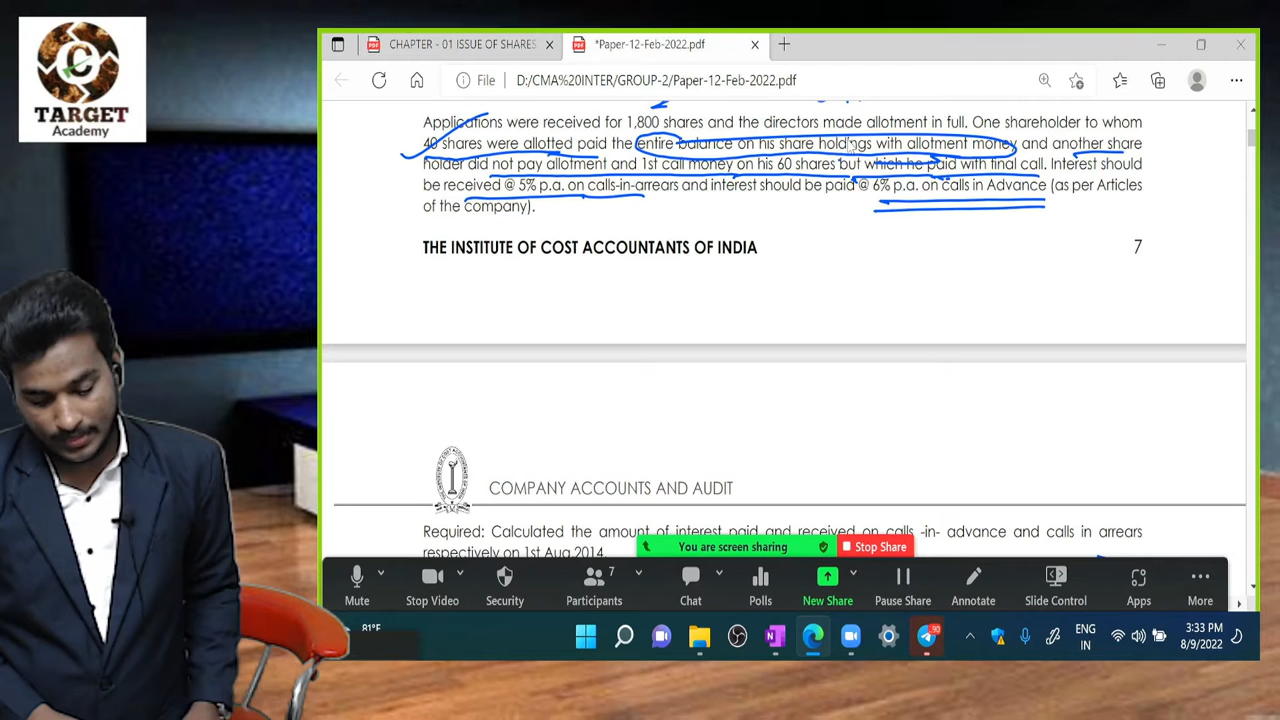 TARGET
Academy
CHAPTER - 01 ISSUE OF SHARES
*Paper-12-Feb-2022.pdf
File
D:/CMA%20INTER/GROUP-2/Paper-12-Feb-2022.pdf
Applications were received for 1,800 shares and the directors made allotment in full. One shareholder to whom
40 shares were allotted paid the entire balance on his share holdings with allotment money and another share
holder did not pay allotment and 1st call money on his 60 shares but which he paid with final call. Interest should
be received @ 5% p.a. on calls-in-arrears and interest should be paid @ 6% p.a. on calls in Advance (as per Articles
of the company).
THE INSTITUTE OF COST ACCOUNTANTS OF INDIA
7
COMPANY ACCOUNTS AND AUDIT
Required: Calculated the amount of interest paid and received on calls -in- advance and calls in arrears
respectively on 1st Aug 2014.
You are screen sharing
Stop Share
7
Mute
Stop Video
Security
Participants
Chat
Polls
New Share
Pause Share
Annotate
Slide Control
Apps
More
81°F
90
ENG
IN
3:33 PM
8/9/2022